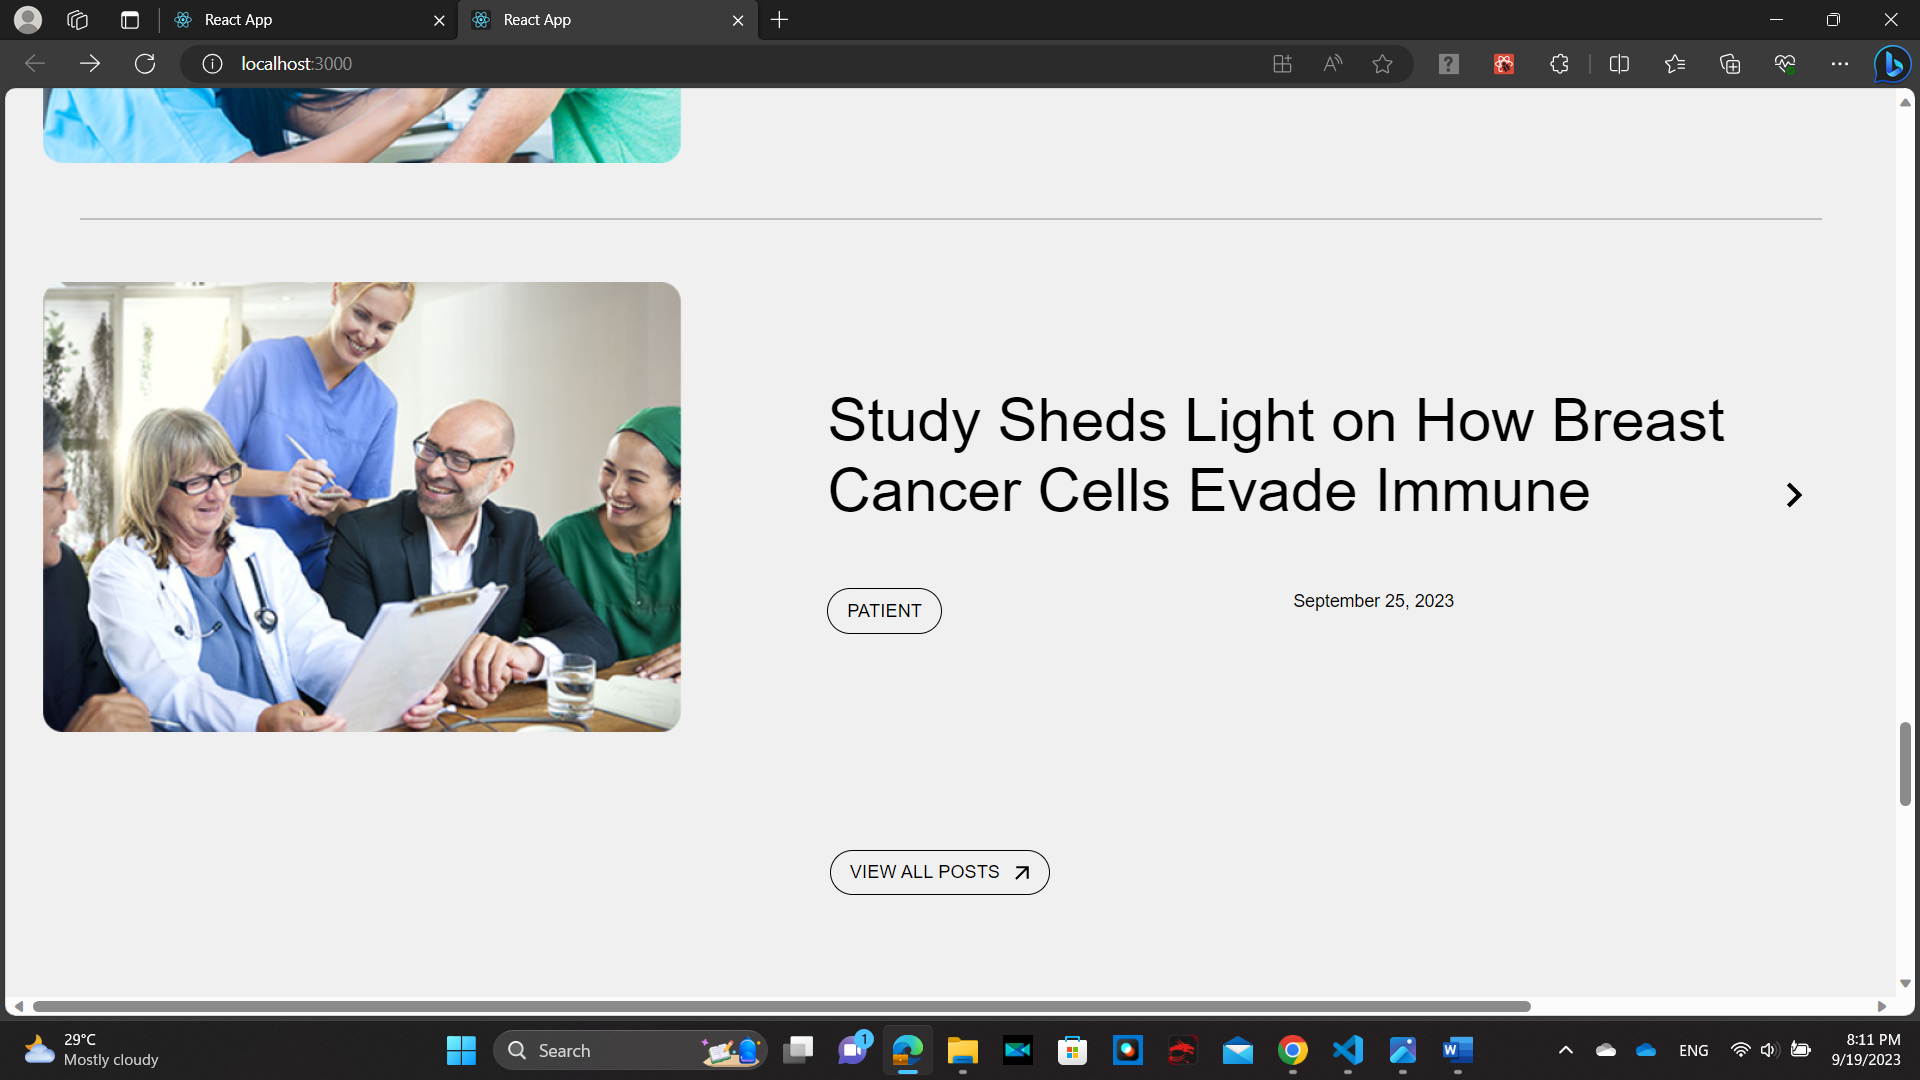 React App
React App
localhost:3000
Study Sheds Light on How Breast
Cancer Cells Evade Immune
PATIENT
September 25, 2023
VIEW ALL POSTS
29°C
Mostly cloudy
Search
1
ENG
8:11 PM
9/19/2023